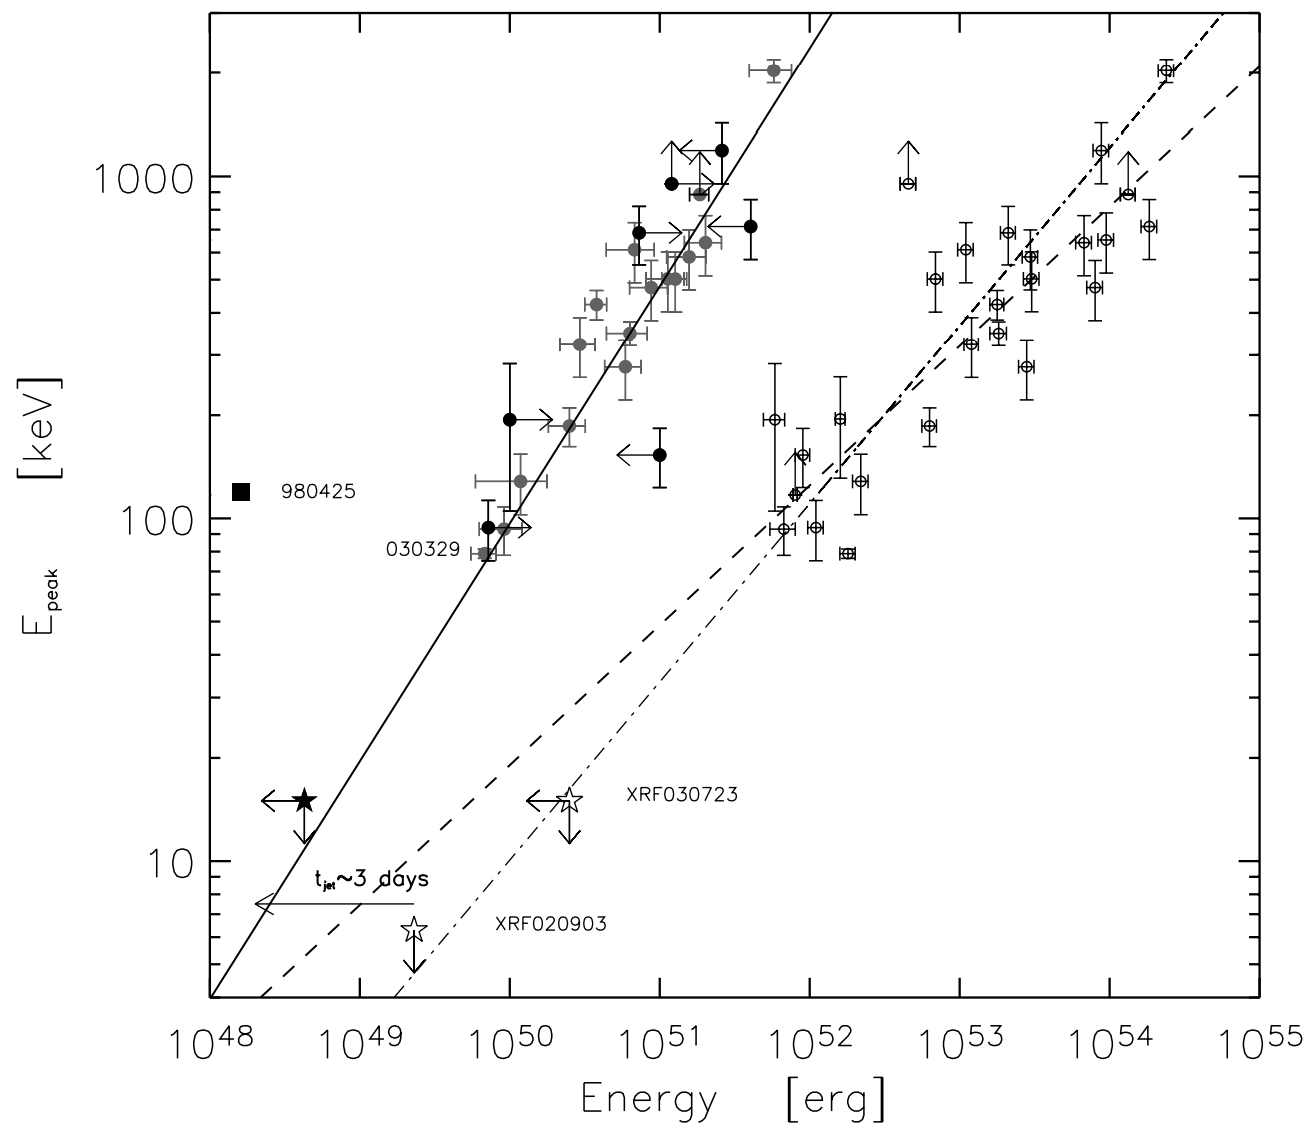 1000
980425
100
030329
E_peak [keV]
XRF030723
10
t_jet~3 days
XRF020903
10^48 10^49 10^50 10^51 10^52 10^53 10^54 10^55
Energy [erg]